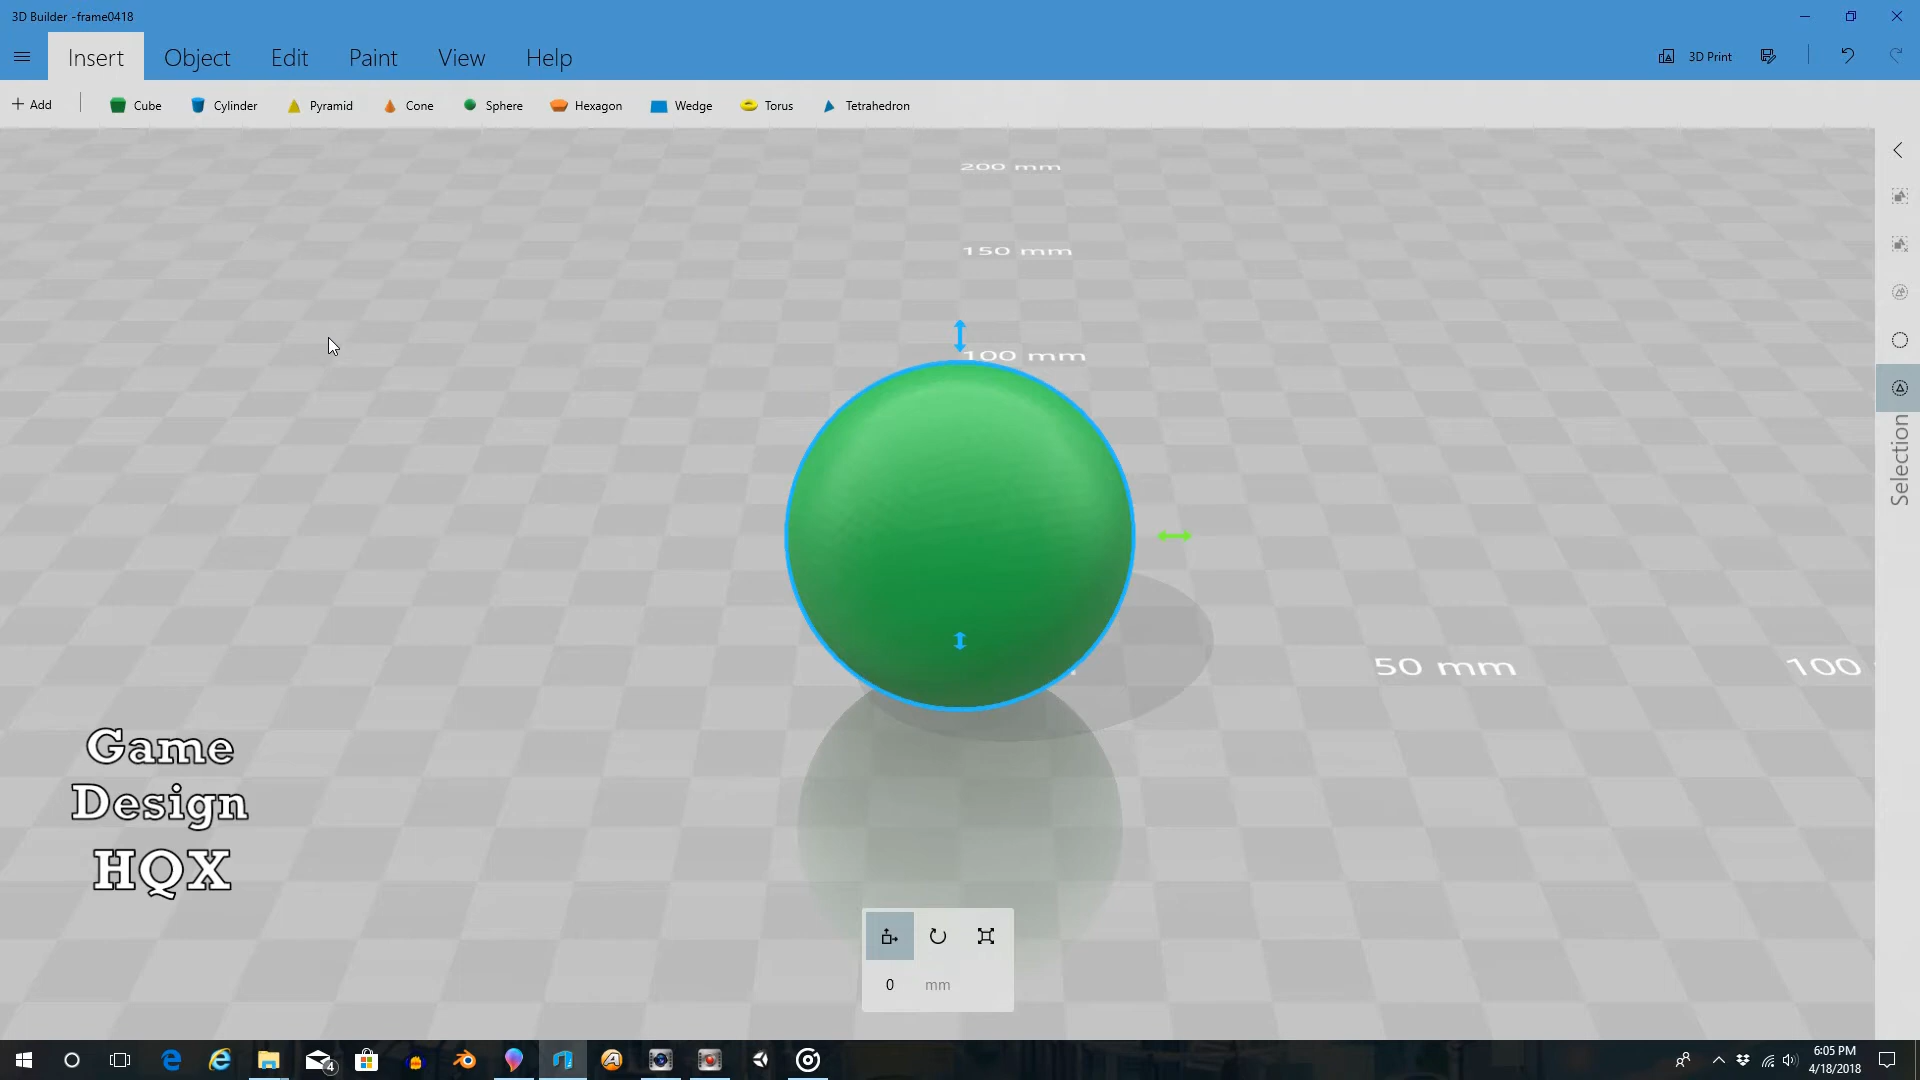 3D Builder -frame0418
Insert
Object
Edit
Paint
View
Help
3D Print
Add
Cube
Cylinder
Pyramid
Cone
Sphere
Hexagon
Wedge
Torus
Tetrahedron
200 mm
150 mm
100 mm
50 mm
100
Selection
Game
Design
HQX
0 mm
4
6:05 PM
4/18/2018